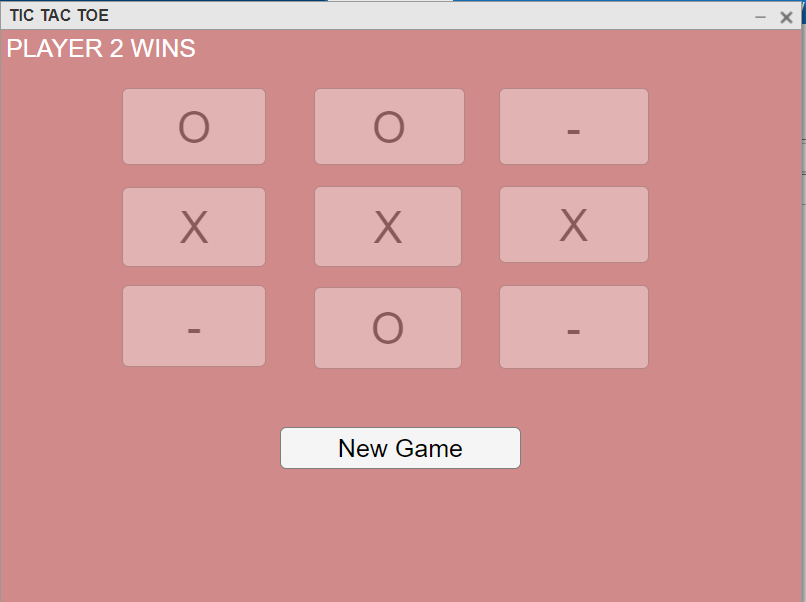 TIC TAC TOE
PLAYER 2 WINS
O O -
X X X
- O -
New Game